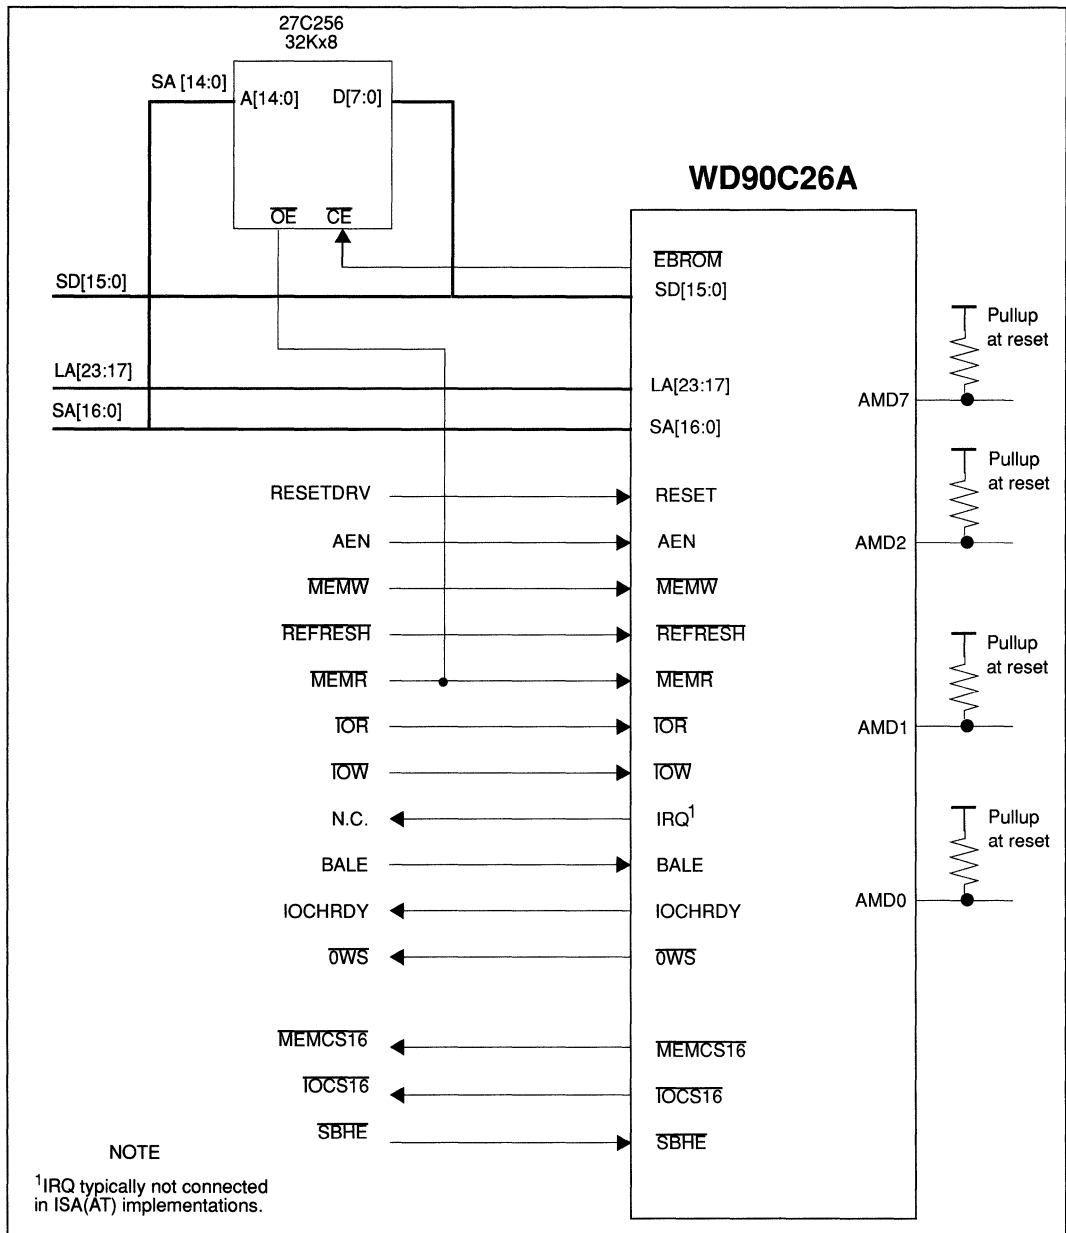 27C256
32Kx8
SA [14:0]
A[14:0] D[7:0]
OE CE
WD90C26A
EBROM
SD[15:0] SD[15:0]
Pullup
at reset
LA[23:17] LA[23:17]
AMD7
SA[16:0] SA[16:0]
Pullup
at reset
RESETDRV RESET
AEN AEN AMD2
MEMW MEMW
REFRESH REFRESH
Pullup
at reset
MEMR MEMR
IOR IOR AMD1
IOW IOW
N.C. IRQ1
Pullup
at reset
BALE BALE
IOCHRDY IOCHRDY AMD0
0WS 0WS
MEMCS16 MEMCS16
IOCS16 IOCS16
SBHE SBHE
NOTE
1IRQ typically not connected
in ISA(AT) implementations.